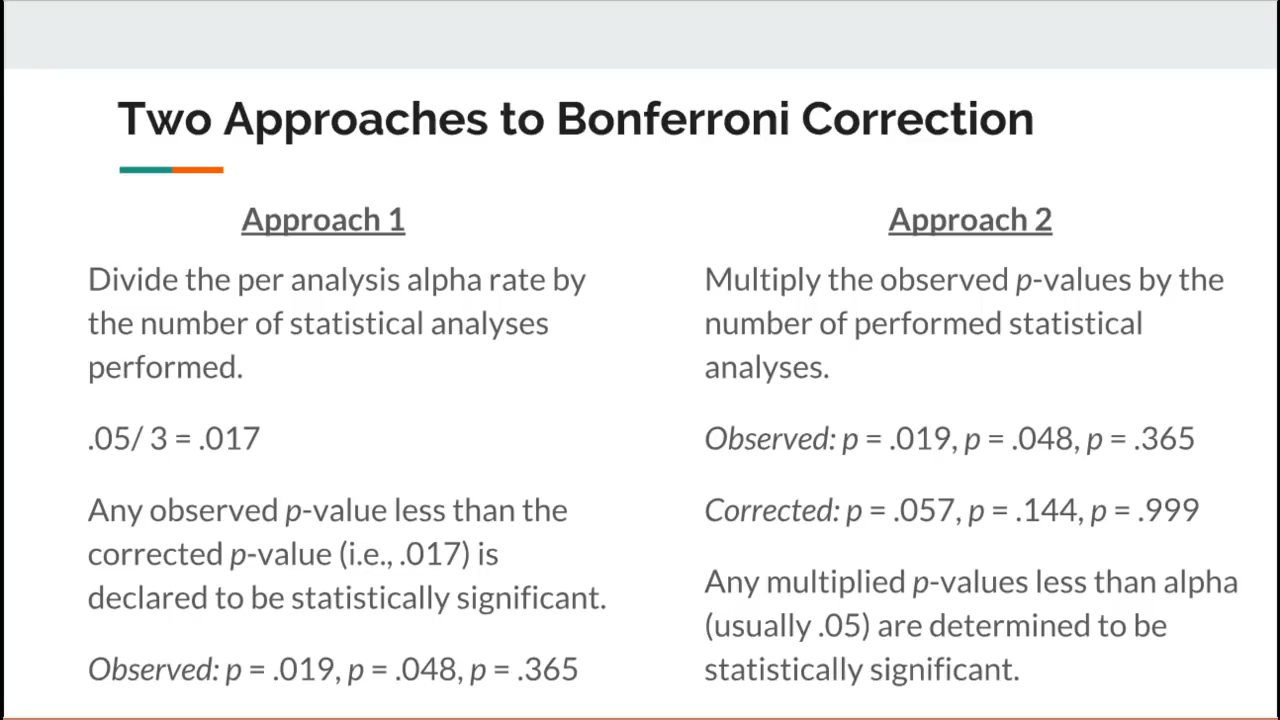 Two Approaches to Bonferroni Correction
Approach 1
Divide the per analysis alpha rate by
the number of statistical analyses
performed.
.05/ 3 = .017
Any observed p-value less than the
corrected p-value (i.e., .017) is
declared to be statistically significant.
Observed: p = .019, p = .048, p = .365
Approach 2
Multiply the observed p-values by the
number of performed statistical
analyses.
Observed: p = .019, p = .048, p = .365
Corrected: p = .057, p = .144, p = .999
Any multiplied p-values less than alpha
(usually .05) are determined to be
statistically significant.